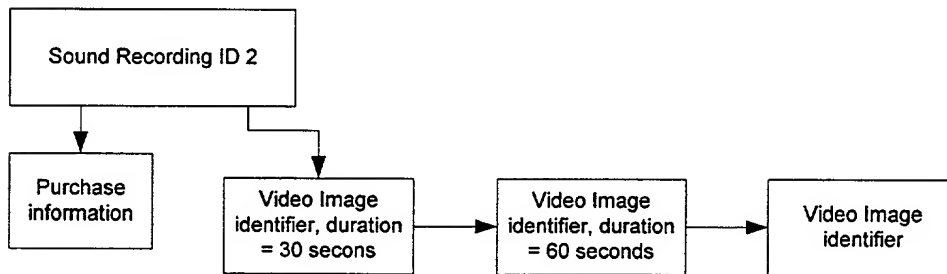 Sound Recording ID 2
Purchase
information
Video Image
identifier, duration
= 30 secons
Video Image
identifier, duration
= 60 seconds
Video Image
identifier